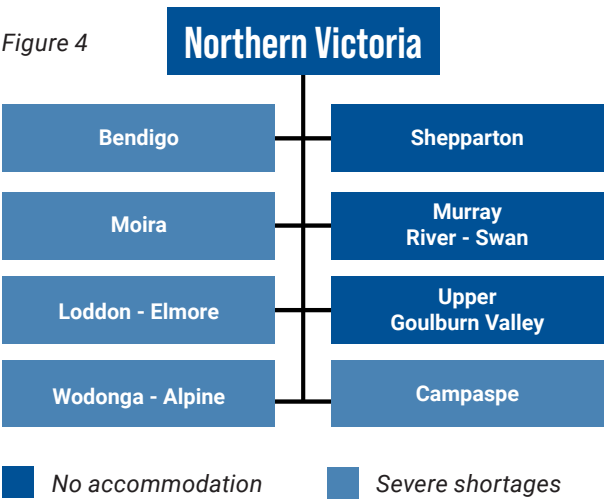 Figure 4
Northern Victoria
Bendigo
Shepparton
Moira
Murray
River - Swan
Loddon - Elmore
Upper
Goulburn Valley
Wodonga - Alpine
Campaspe
No accommodation
Severe shortages